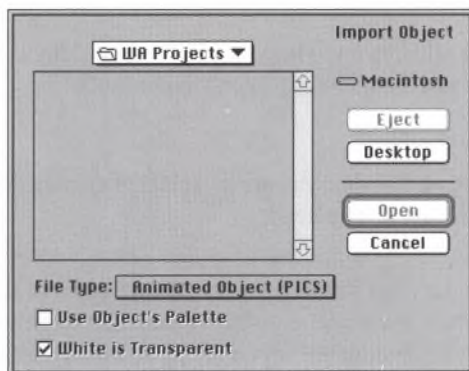 Import Object
WA Projects
Macintosh
Eject
Desktop
Open
Cancel
File Type: Animated Object (PICS)
Use Object's Palette
White is Transparent